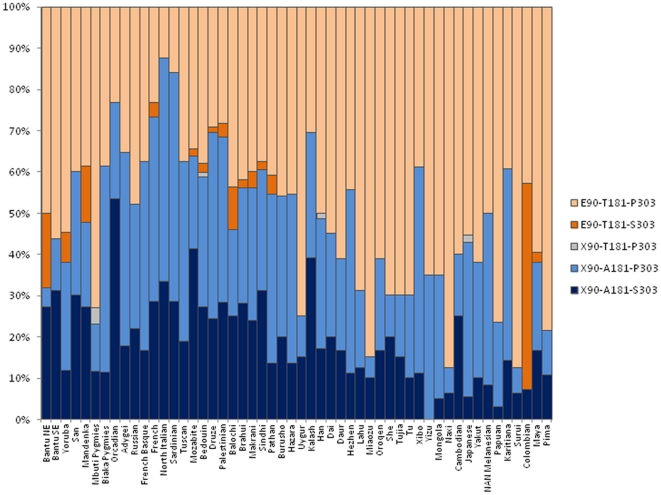 100%
90%
80%
70%
60%
50%
40%
30%
20%
10%
0%
E90-T181-P303
E90-T181-S303
X90-T181-P303
X90-A181-P303
X90-A181-S303
Bantu NE
Bantu SE
Yoruba
San
Mandenka
Mbuti Pygmies
Biaka Pygmies
Orcadian
Adygei
Russian
French Basque
French
North Italian
Sardinian
Tuscan
Mozabite
Bedouin
Druze
Palestinian
Balochi
Brahui
Makrani
Sindhi
Pathan
Burusho
Hazara
Uygur
Kalash
Han
Dai
Daur
Hezhen
Lahu
Miaozu
Oroqen
She
Tujia
Tu
Xibo
Yizu
Mongola
Naxi
Cambodian
Japanese
Yakut
NAN Melanesian
Papuan
Karitiana
Surui
Colombian
Maya
Pima